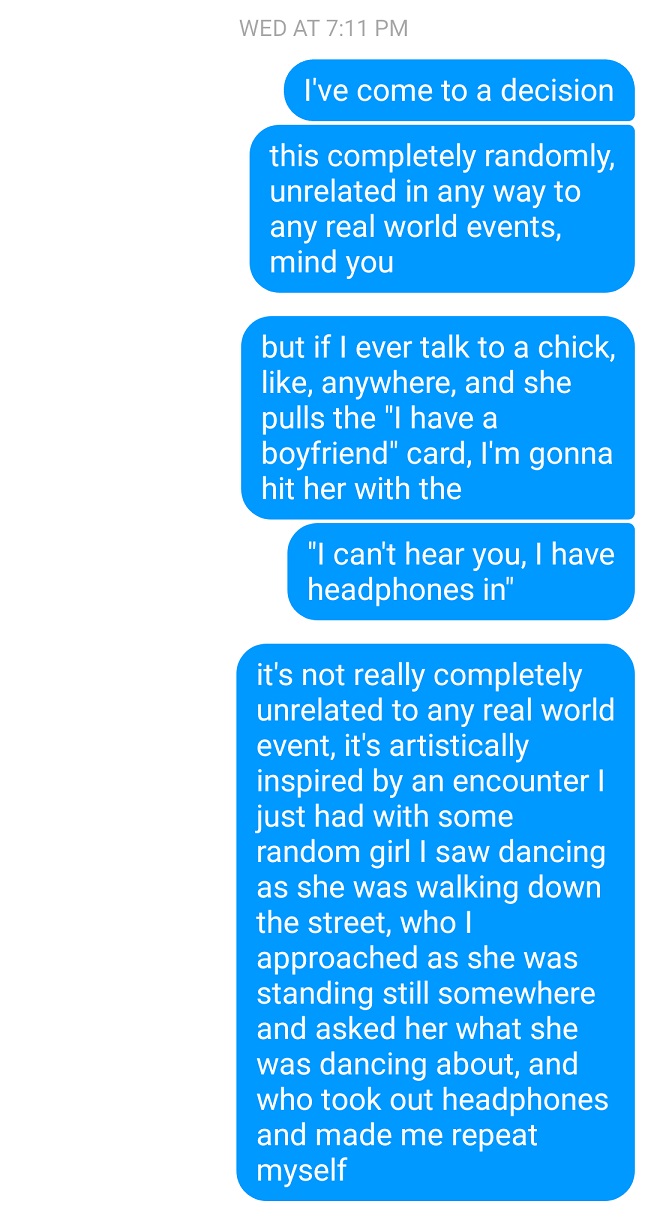 WED AT 7:11 PM
I've come to a decision
this completely randomly,
unrelated in any way to
any real world events,
mind you
but if I ever talk to a chick,
like, anywhere, and she
pulls the "I have a
boyfriend" card, I'm gonna
hit her with the
"I can't hear you, I have
headphones in"
it's not really completely
unrelated to any real world
event, it's artistically
inspired by an encounter I
just had with some
random girl I saw dancing
as she was walking down
the street, who I
approached as she was
standing still somewhere
and asked her what she
was dancing about, and
who took out headphones
and made me repeat
myself